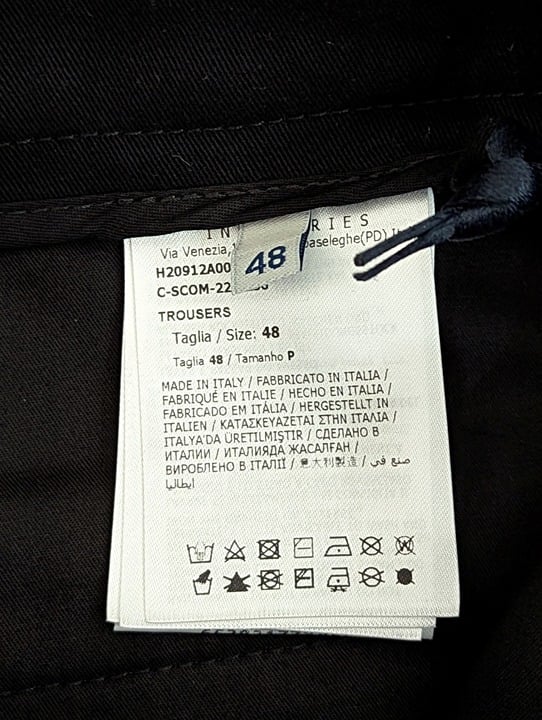 IN RIES
Via Venezia, baseleghe(PD) I
48
H20912A00
C-SCOM-22
TROUSERS
Taglia / Size: 48
Taglia 48 / Tamanho P
MADE IN ITALY / FABBRICATO IN ITALIA /
FABRIQUÉ EN ITALIE / HECHO EN ITALIA /
FABRICADO EM ITÀLIA / HERGESTELLT IN
ITALIEN / ΚΑΤΑΣΚΕΥΑΖΕΤΑΙ ΣΤΗΝ ΙΤΑΛΙΑ /
ITALYA'DA ÜRETILMIŞTIR / СДЕЛАНО В
ИТАЛИИ / ИТАЛИЯДА ЖАСАЛҒАН /
ВИРОБЛЕНО В ІТАЛІЇ / 意大利製造 / صنع في
ايطاليا